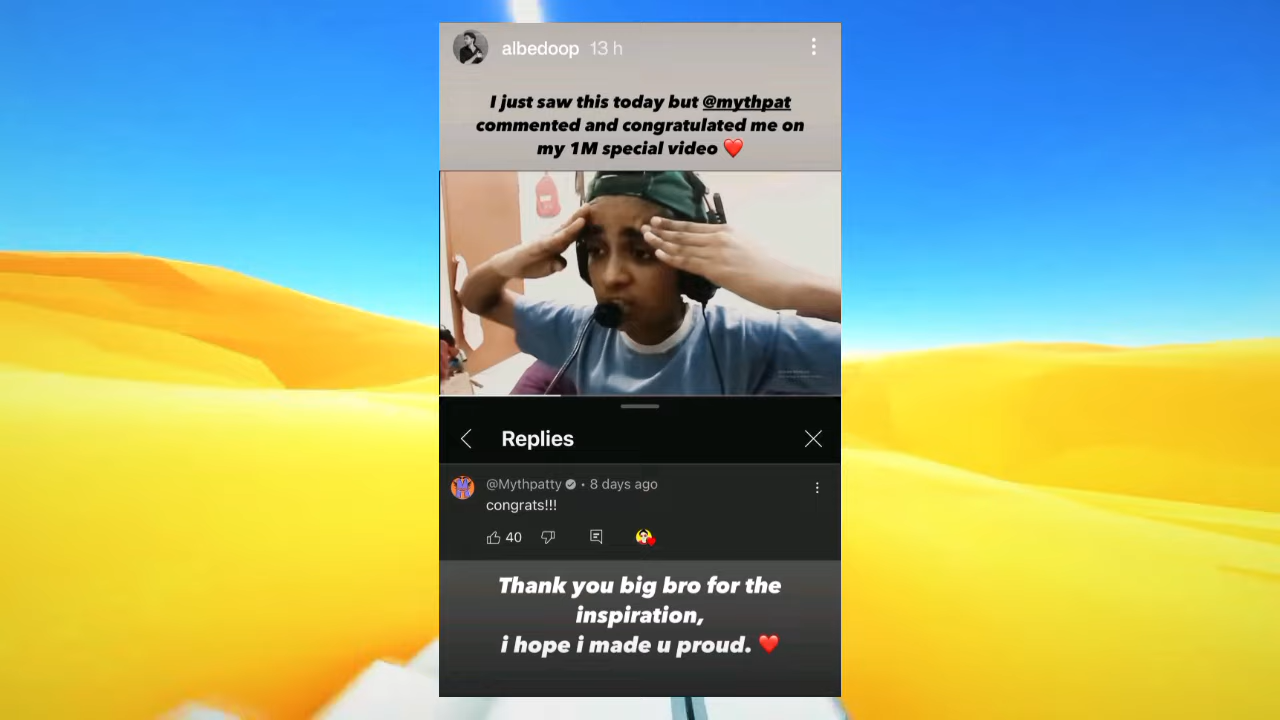 albedoop 13 h
I just saw this today but @mythpat
commented and congratulated me on
my 1M special video ❤️
Replies
@Mythpatty • 8 days ago
congrats!!!
40
Thank you big bro for the
inspiration,
i hope i made u proud. ❤️